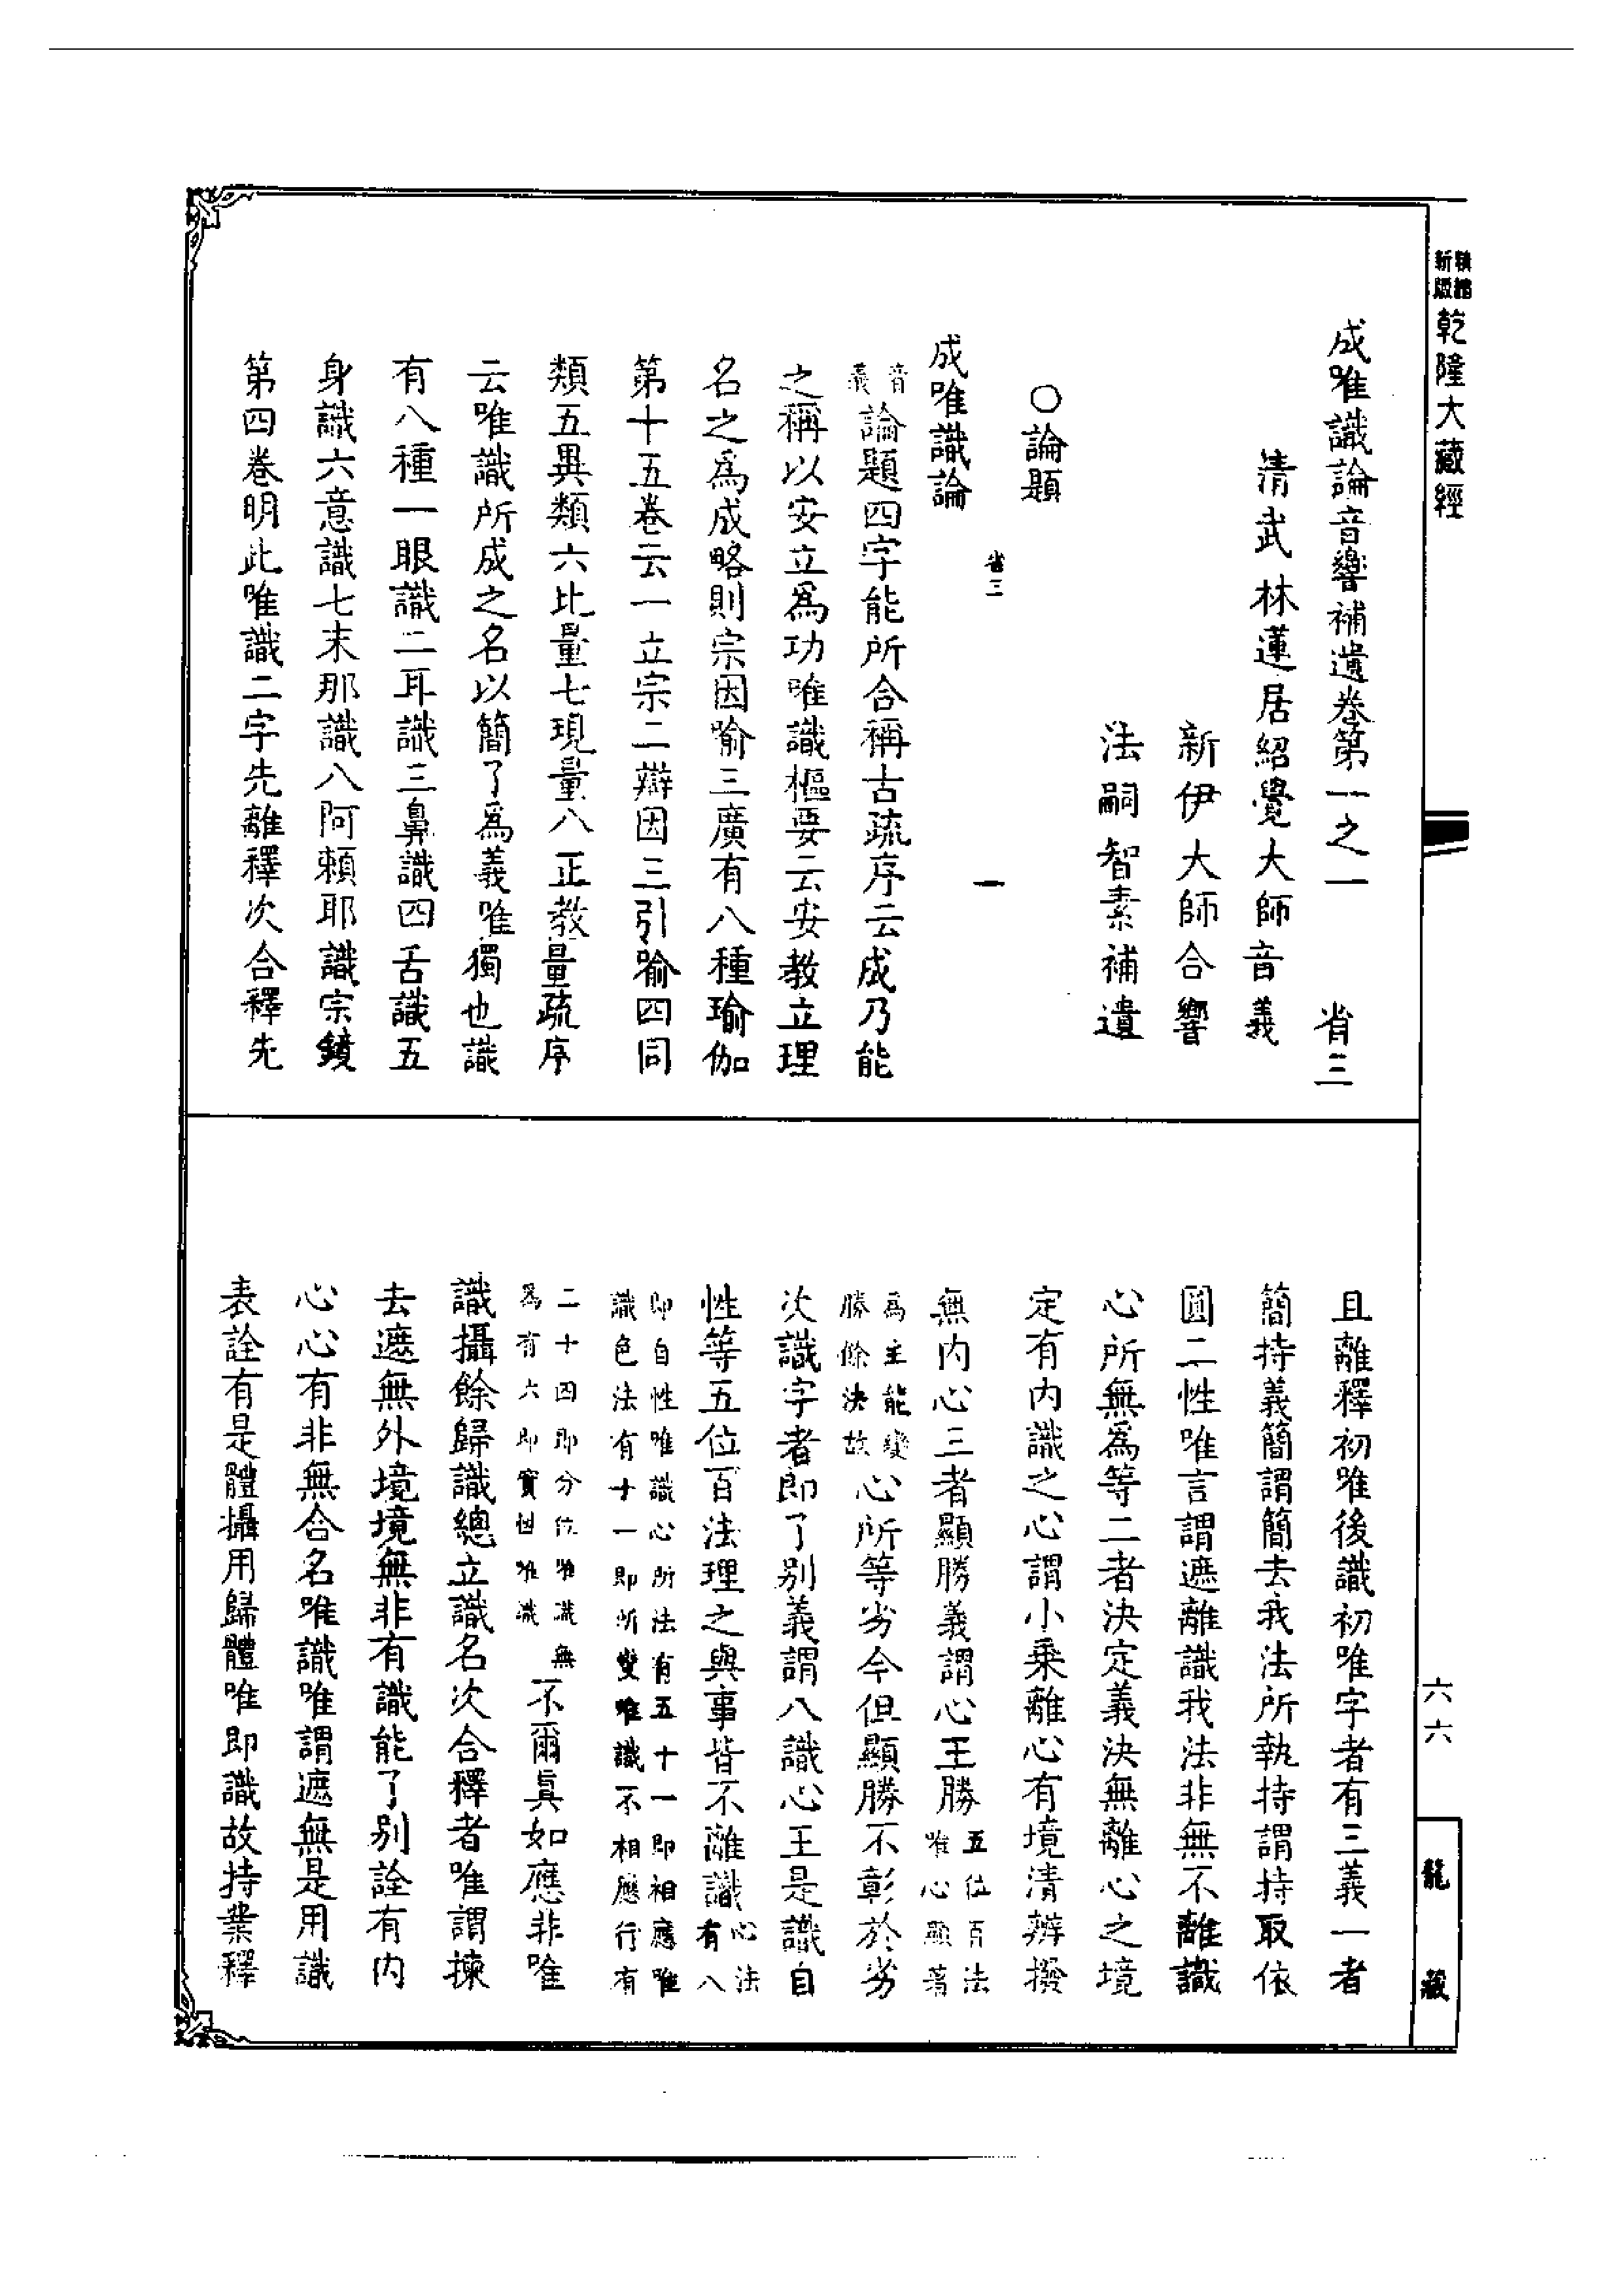 新版
精縮
乾隆大藏經
成唯識論音響補遺卷第一之一 省三
清武林蓮居紹覺大師音義
新伊大師合響
法嗣智素補遺
○論題
省三 一
成唯識論
音義論題四字能所合稱古疏序云成乃能
之稱以安立爲功唯識樞要云安教立理
名之爲成略則宗因喻三廣有八種瑜伽
第十五卷云一立宗二辯因三引喻四同
類五異類六比量七現量八正教量疏序
云唯識所成之名以簡了爲義唯獨也識
有八種一眼識二耳識三鼻識四舌識五
身識六意識七末那識八阿賴耶識宗鏡
第四卷明此唯識二字先離釋次合釋先
且離釋初唯後識初唯字者有三義一者
簡持義簡謂簡去我法所執持謂持取依
圓二性唯言謂遮離識我法非無不離識
心所無爲等二者決定義決無離心之境
定有內識之心謂小乘離心有境清辨撥
無內心三者顯勝義謂心王勝五位百法唯心最著
爲主能變勝餘決故心所等劣今但顯勝不彰於劣
次識字者即了別義謂八識心王是識自
性等五位百法理之與事皆不離識心法有八
即自性唯識心所法有五十一即相應唯
識色法有十一即所變唯識不相應行有
二十四即分位唯識無
爲有六即實性唯識不爾真如應非唯
識攝餘歸識總立識名次合釋者唯謂揀
去遮無外境境無非有識能了別詮有內
心心有非無合名唯識唯謂遮無是用識
表詮有是體攝用歸體唯即識故持業釋
六六
龍藏